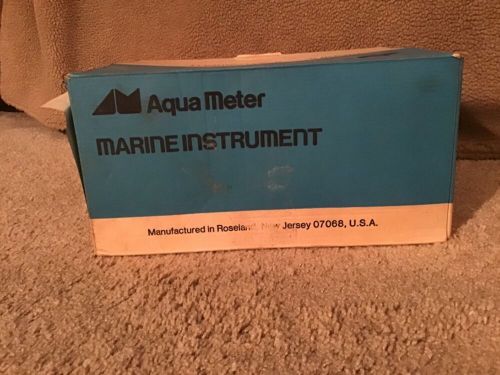 Aqua Meter
MARINE INSTRUMENT
Manufactured in Roseland, New Jersey 07068, U.S.A.